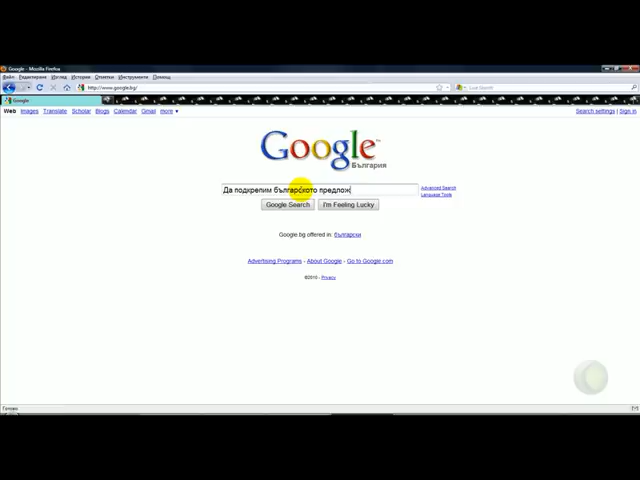 Google - Mozilla Firefox
Файл Редактиране Изглед История Отметки Инструменти Помощ
http://www.google.bg/
Google
Web Images Translate Scholar Blogs Calendar Gmail more ▼ Search settings | Sign in
Google
България
Да подкрепим българското предлож
Advanced Search
Language Tools
Google Search I'm Feeling Lucky
Google.bg offered in: български
Advertising Programs - About Google - Go to Google.com
©2010 - Privacy
Готово